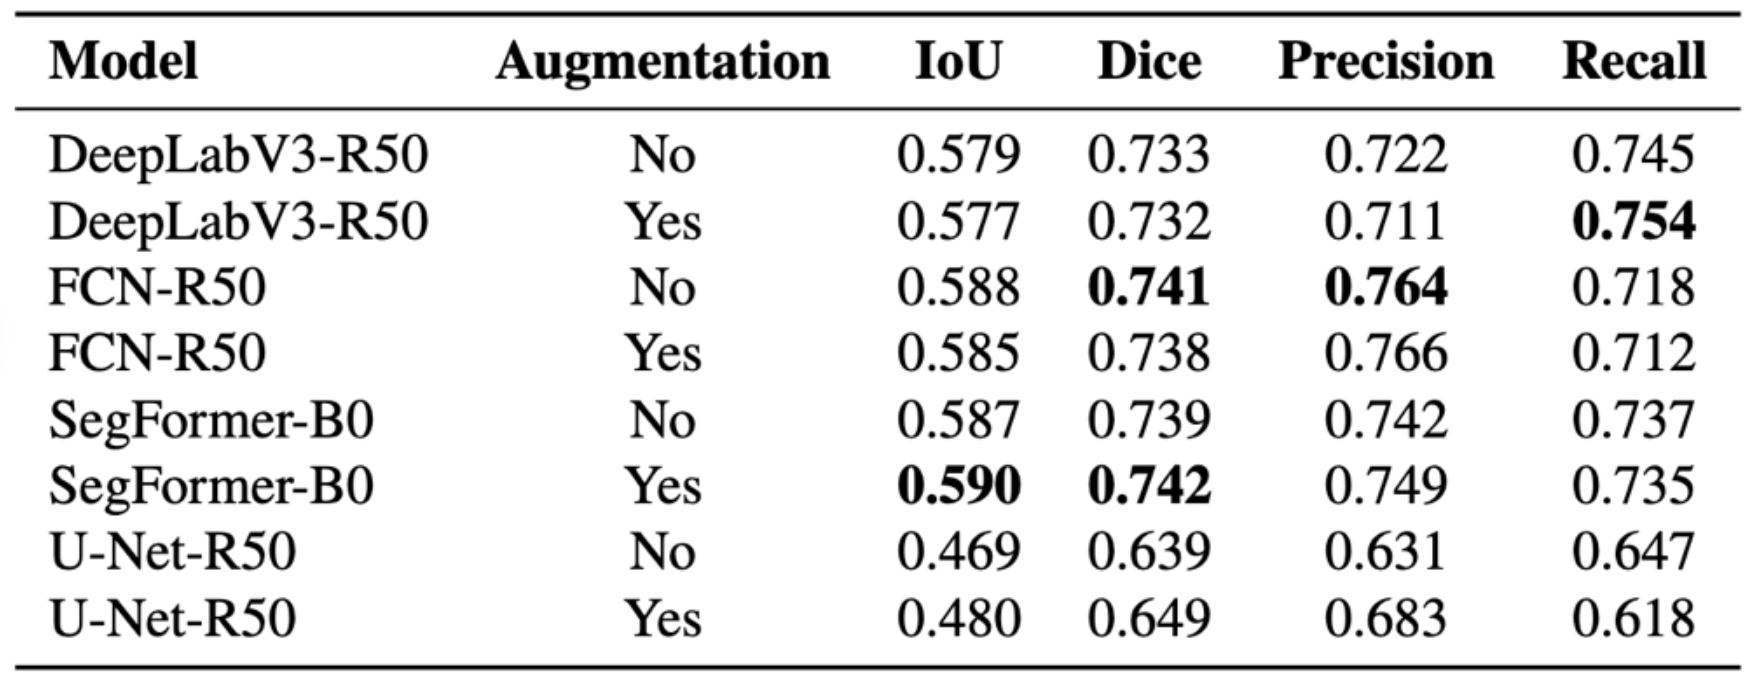 Model Augmentation IoU Dice Precision Recall
DeepLabV3-R50 No 0.579 0.733 0.722 0.745
DeepLabV3-R50 Yes 0.577 0.732 0.711 0.754
FCN-R50 No 0.588 0.741 0.764 0.718
FCN-R50 Yes 0.585 0.738 0.766 0.712
SegFormer-B0 No 0.587 0.739 0.742 0.737
SegFormer-B0 Yes 0.590 0.742 0.749 0.735
U-Net-R50 No 0.469 0.639 0.631 0.647
U-Net-R50 Yes 0.480 0.649 0.683 0.618